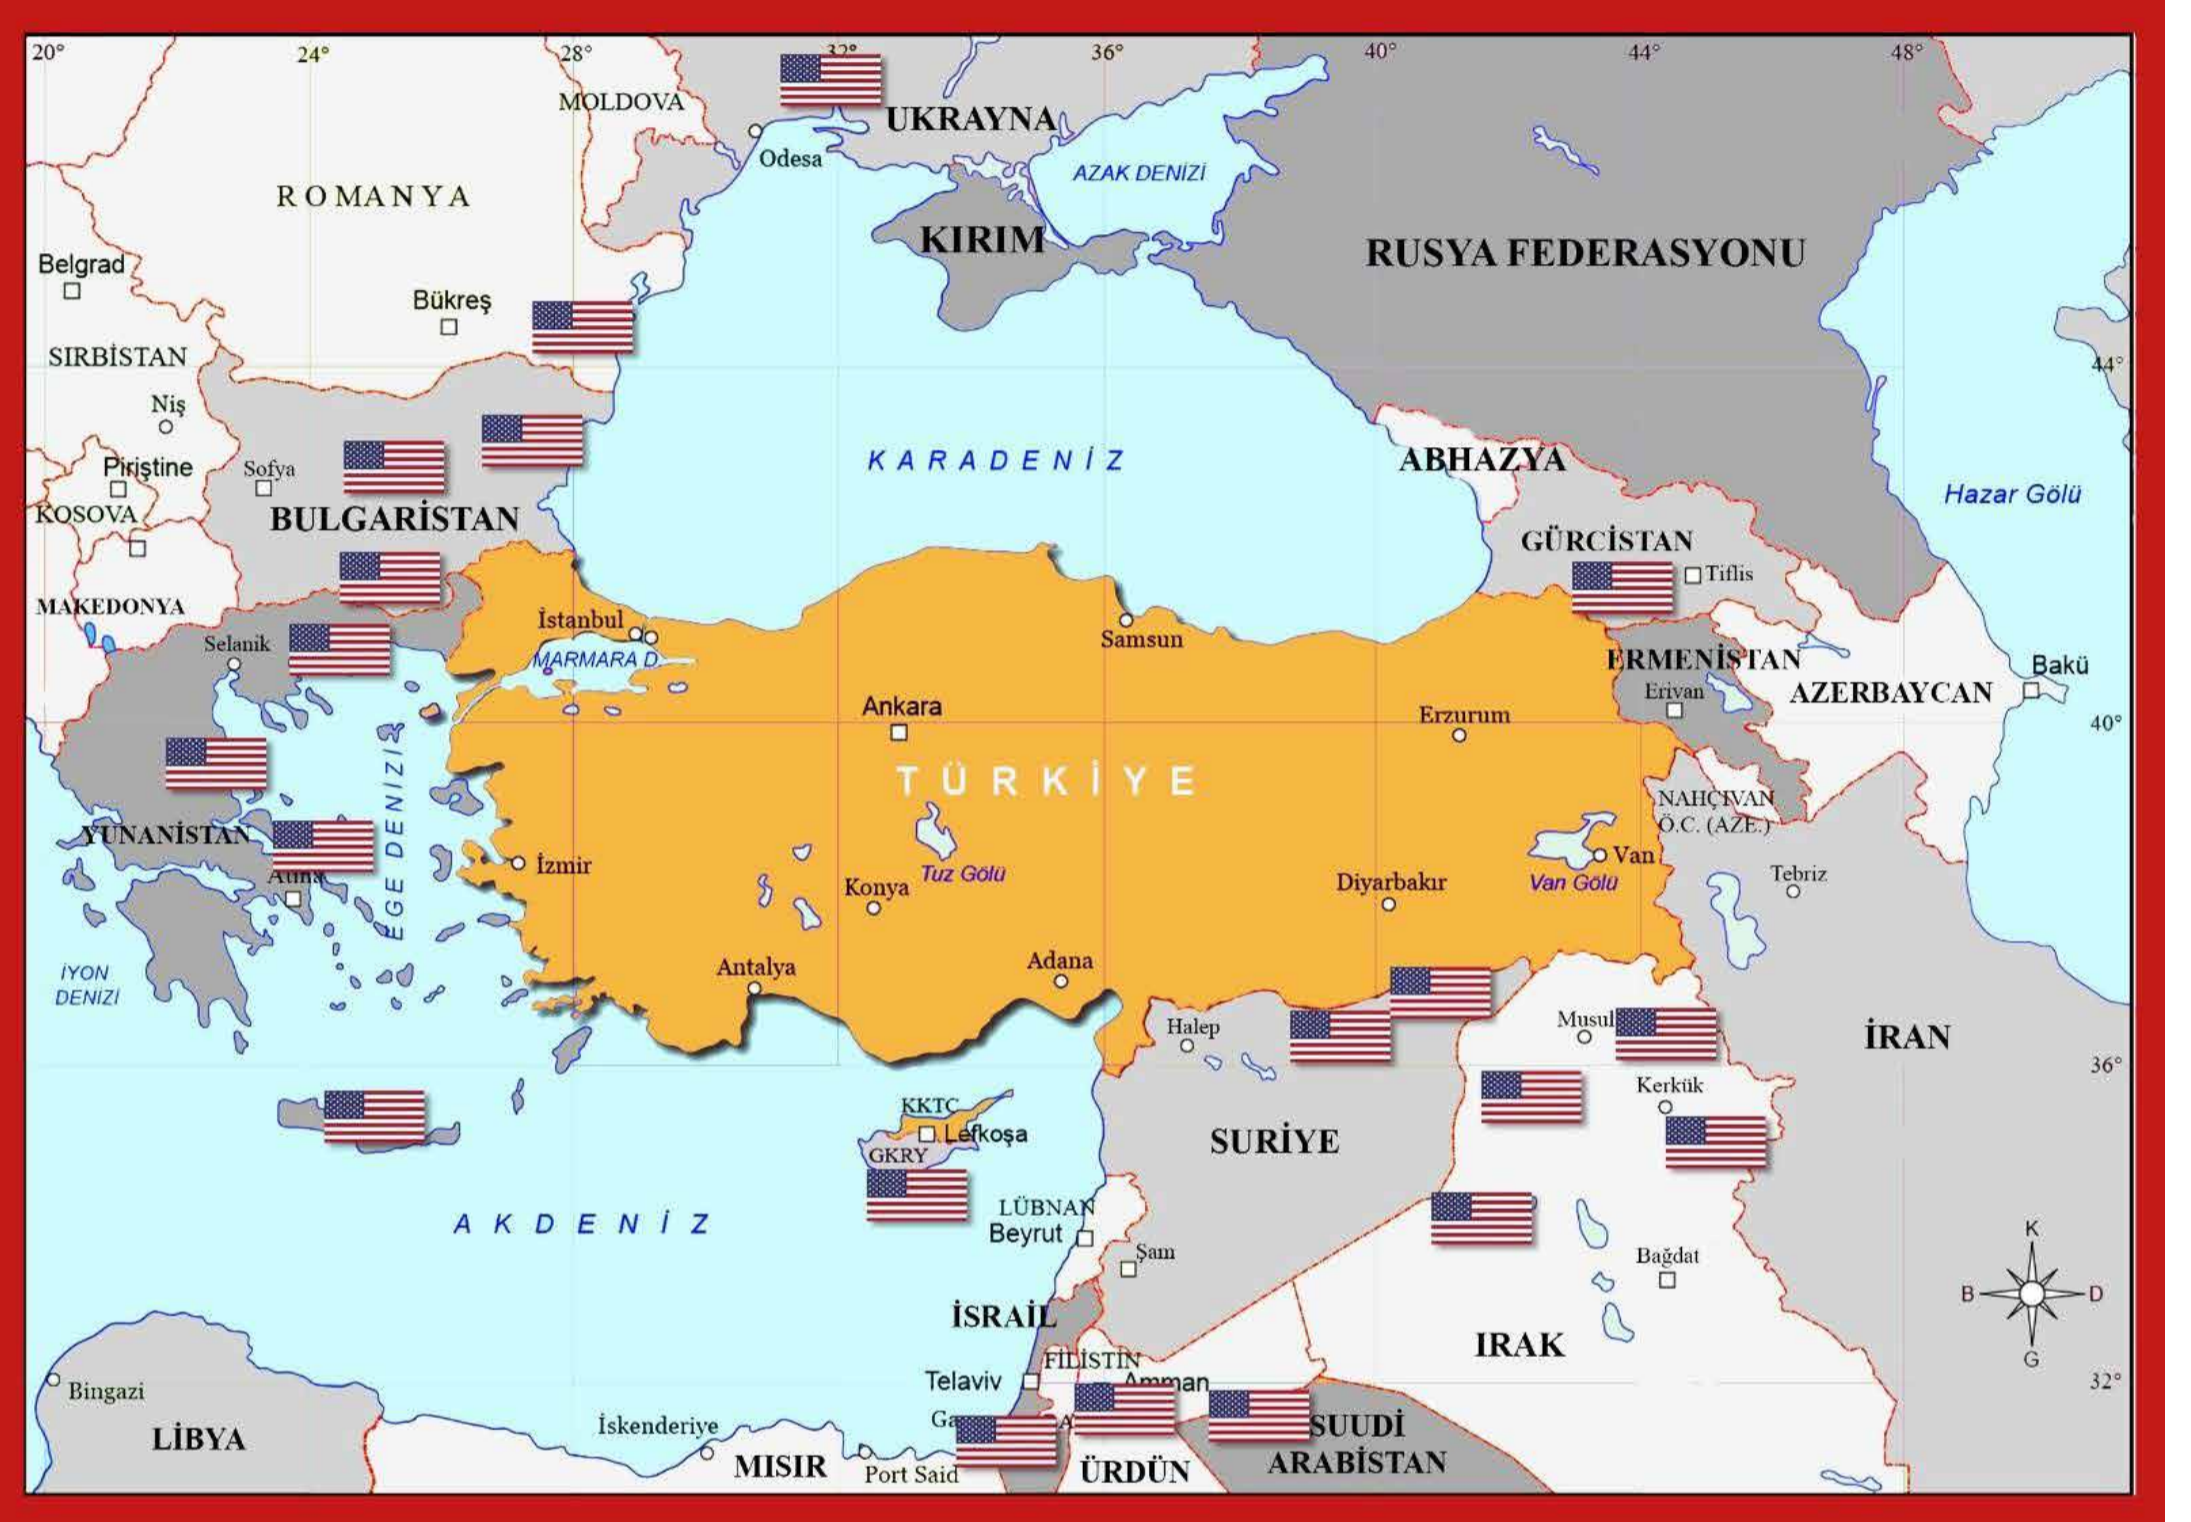 20°
24°
28°
32°
36°
40°
44°
48°
MOLDOVA
UKRAYNA
Odesa
AZAK DENİZİ
ROMANYA
KIRIM
RUSYA FEDERASYONU
Belgrad
Bükreş
SIRBİSTAN
44°
Niş
KARADENİZ
ABHAZYA
Piriştine
Sofya
Hazar Gölü
KOSOVA
BULGARİSTAN
GÜRCİSTAN
Tiflis
MAKEDONYA
İstanbul
Samsun
Selanik
MARMARA D.
ERMENİSTAN
Bakü
Erivan
AZERBAYCAN
Ankara
Erzurum
40°
TÜRKİYE
EGE DENİZİ
NAHÇIVAN
Ö.C. (AZE.)
YUNANİSTAN
İzmir
Tuz Gölü
Van
Konya
Diyarbakır
Van Gölü
Tebriz
Atina
Antalya
Adana
İYON
DENİZİ
Halep
Musul
İRAN
36°
Kerkük
KKTC
Lefkoşa
GKRY
SURİYE
LÜBNAN
Beyrut
AKDENİZ
Şam
Bağdat
K
B
D
G
İSRAİL
IRAK
FİLİSTİN
Telaviv
Amman
32°
Bingazi
İskenderiye
SUUDİ
ARABİSTAN
LİBYA
MISIR
Port Said
ÜRDÜN